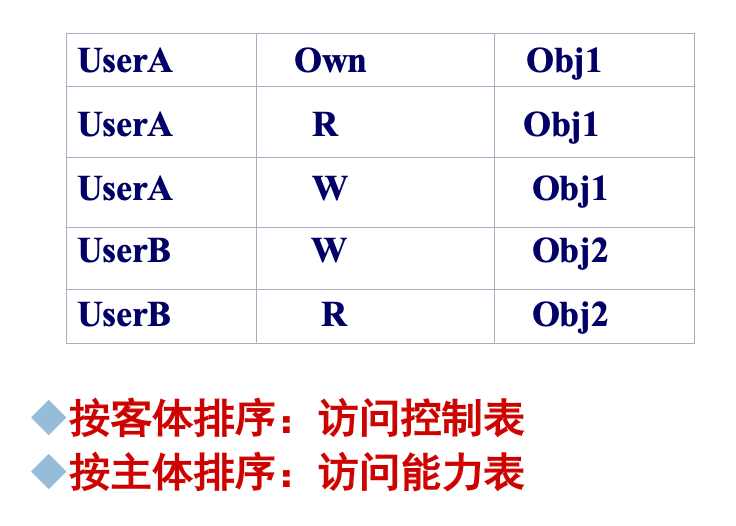 UserA Own Obj1
UserA R Obj1
UserA W Obj1
UserB W Obj2
UserB R Obj2
按客体排序：访问控制表
按主体排序：访问能力表